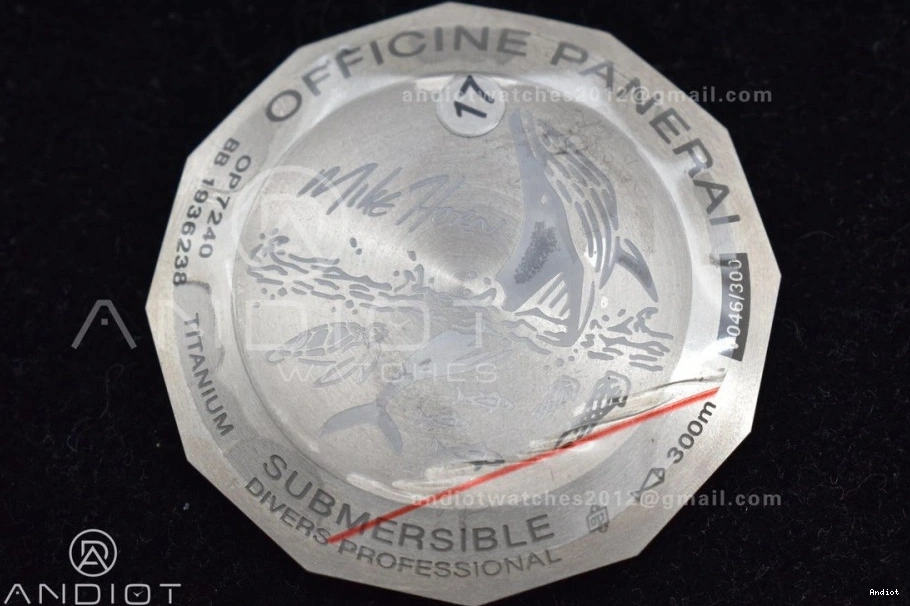 OFFICINE PANERAI
17
andiotwatches2012@gmail.com
Mike Horn
OP7240
BB 1936238
TITANIUM
046/300
300m
ANDIOT
WATCHES
andiotwatches2012@gmail.com
SUBMERSIBLE
DIVERS PROFESSIONAL
ANDIOT
Andiot